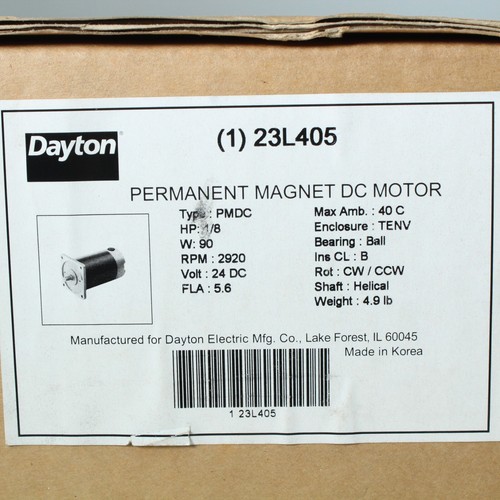 Dayton
(1) 23L405
PERMANENT MAGNET DC MOTOR
Type : PMDC
HP: 1/8
W: 90
RPM : 2920
Volt : 24 DC
FLA : 5.6
Max Amb. : 40 C
Enclosure : TENV
Bearing : Ball
Ins CL : B
Rot : CW / CCW
Shaft : Helical
Weight : 4.9 lb
Manufactured for Dayton Electric Mfg. Co., Lake Forest, IL 60045
Made in Korea
1 23L405